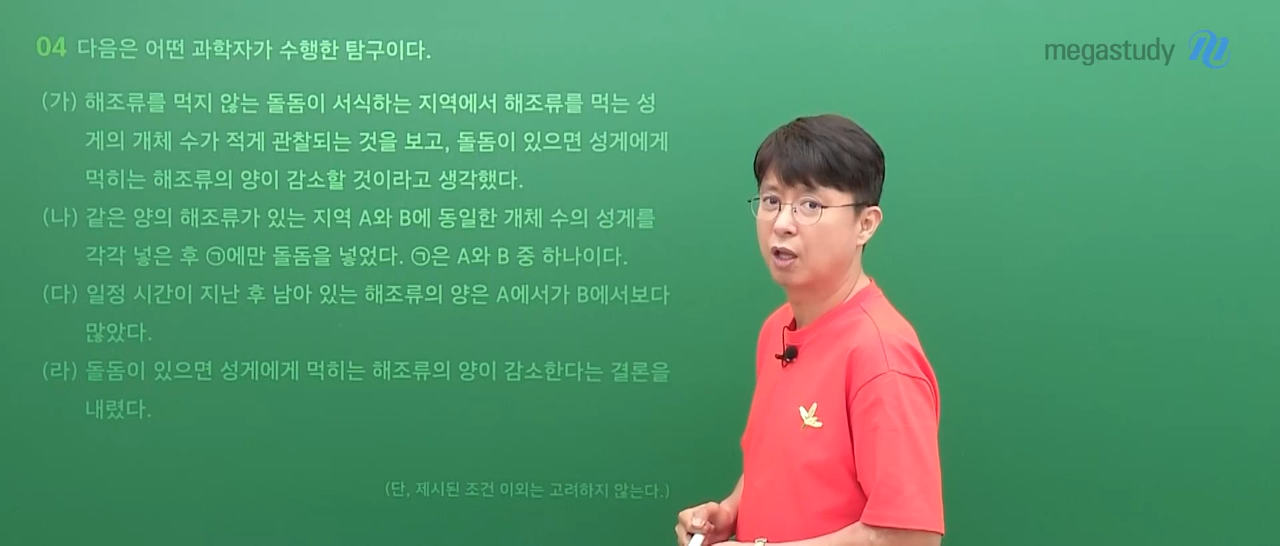 04 다음은 어떤 과학자가 수행한 탐구이다.
megastudy
(가) 해조류를 먹지 않는 돌돔이 서식하는 지역에서 해조류를 먹는 성
게의 개체 수가 적게 관찰되는 것을 보고, 돌돔이 있으면 성게에게
먹히는 해조류의 양이 감소할 것이라고 생각했다.
(나) 같은 양의 해조류가 있는 지역 A와 B에 동일한 개체 수의 성게를
각각 넣은 후 ㉠에만 돌돔을 넣었다. ㉠은 A와 B 중 하나이다.
(다) 일정 시간이 지난 후 남아 있는 해조류의 양은 A에서가 B에서보다
많았다.
(라) 돌돔이 있으면 성게에게 먹히는 해조류의 양이 감소한다는 결론을
내렸다.
(단, 제시된 조건 이외는 고려하지 않는다.)